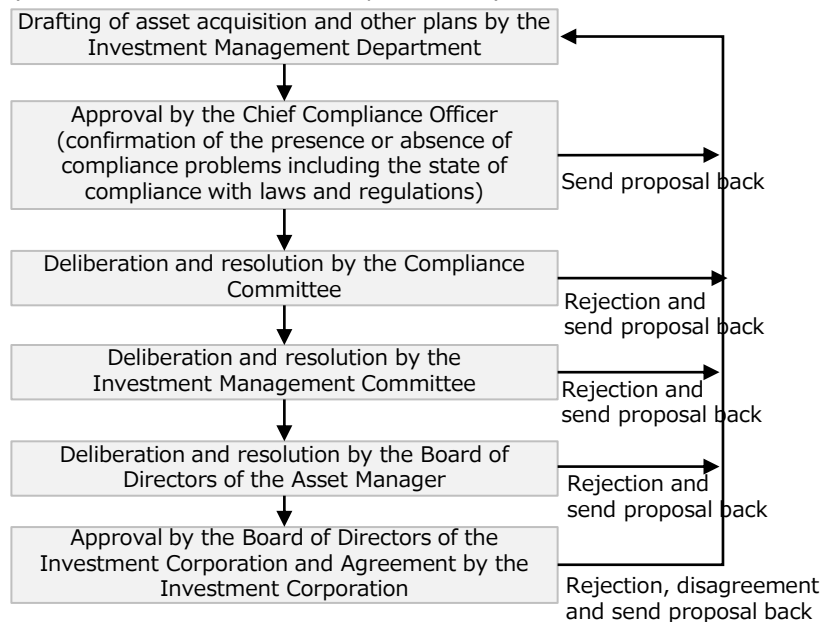 Drafting of asset acquisition and other plans by the
Investment Management Department
Approval by the Chief Compliance Officer
(confirmation of the presence or absence of
compliance problems including the state of
compliance with laws and regulations)
Send proposal back
Deliberation and resolution by the Compliance
Committee
Rejection and
send proposal back
Deliberation and resolution by the
Investment Management Committee
Rejection and
send proposal back
Deliberation and resolution by the Board of
Directors of the Asset Manager
Rejection and
send proposal back
Approval by the Board of Directors of the
Investment Corporation and Agreement by the
Investment Corporation
Rejection, disagreement
and send proposal back